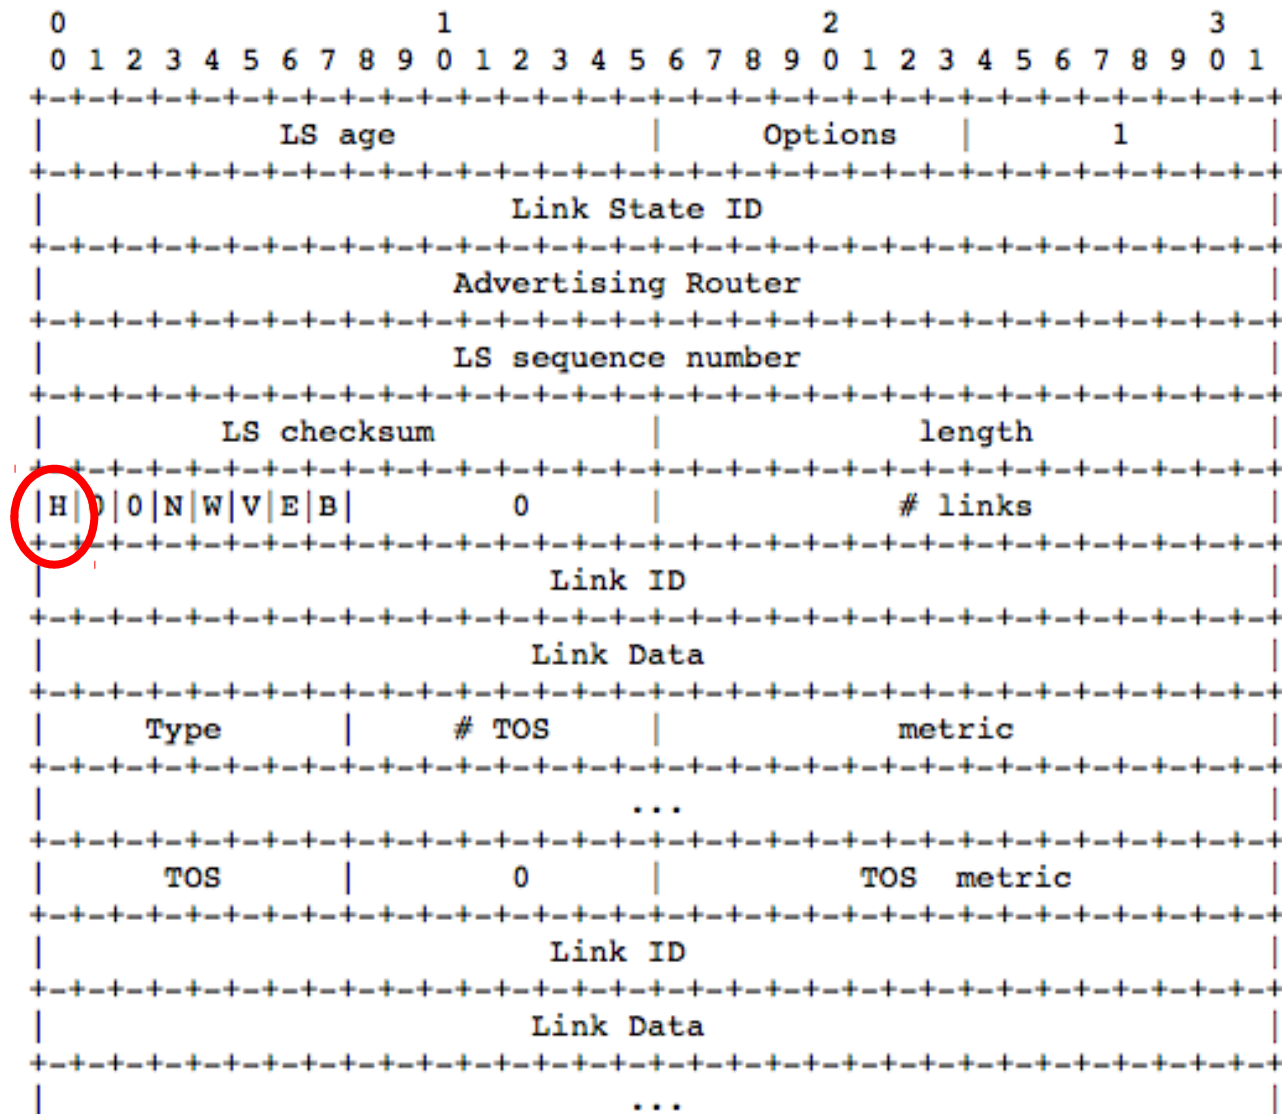 0                   1                   2                   3
0 1 2 3 4 5 6 7 8 9 0 1 2 3 4 5 6 7 8 9 0 1 2 3 4 5 6 7 8 9 0 1
+-+-+-+-+-+-+-+-+-+-+-+-+-+-+-+-+-+-+-+-+-+-+-+-+-+-+-+-+-+-+-+-+
|            LS age             |     Options   |       1       |
+-+-+-+-+-+-+-+-+-+-+-+-+-+-+-+-+-+-+-+-+-+-+-+-+-+-+-+-+-+-+-+-+
|                        Link State ID                          |
+-+-+-+-+-+-+-+-+-+-+-+-+-+-+-+-+-+-+-+-+-+-+-+-+-+-+-+-+-+-+-+-+
|                     Advertising Router                        |
+-+-+-+-+-+-+-+-+-+-+-+-+-+-+-+-+-+-+-+-+-+-+-+-+-+-+-+-+-+-+-+-+
|                     LS sequence number                        |
+-+-+-+-+-+-+-+-+-+-+-+-+-+-+-+-+-+-+-+-+-+-+-+-+-+-+-+-+-+-+-+-+
|         LS checksum           |             length            |
+-+-+-+-+-+-+-+-+-+-+-+-+-+-+-+-+-+-+-+-+-+-+-+-+-+-+-+-+-+-+-+-+
|H|0|0|N|W|V|E|B|        0      |            # links            |
+-+-+-+-+-+-+-+-+-+-+-+-+-+-+-+-+-+-+-+-+-+-+-+-+-+-+-+-+-+-+-+-+
|                          Link ID                              |
+-+-+-+-+-+-+-+-+-+-+-+-+-+-+-+-+-+-+-+-+-+-+-+-+-+-+-+-+-+-+-+-+
|                         Link Data                             |
+-+-+-+-+-+-+-+-+-+-+-+-+-+-+-+-+-+-+-+-+-+-+-+-+-+-+-+-+-+-+-+-+
|     Type      |     # TOS     |            metric             |
+-+-+-+-+-+-+-+-+-+-+-+-+-+-+-+-+-+-+-+-+-+-+-+-+-+-+-+-+-+-+-+-+
|                              ...                              |
+-+-+-+-+-+-+-+-+-+-+-+-+-+-+-+-+-+-+-+-+-+-+-+-+-+-+-+-+-+-+-+-+
|      TOS      |        0      |          TOS  metric          |
+-+-+-+-+-+-+-+-+-+-+-+-+-+-+-+-+-+-+-+-+-+-+-+-+-+-+-+-+-+-+-+-+
|                          Link ID                              |
+-+-+-+-+-+-+-+-+-+-+-+-+-+-+-+-+-+-+-+-+-+-+-+-+-+-+-+-+-+-+-+-+
|                         Link Data                             |
+-+-+-+-+-+-+-+-+-+-+-+-+-+-+-+-+-+-+-+-+-+-+-+-+-+-+-+-+-+-+-+-+
|                              ...                              |